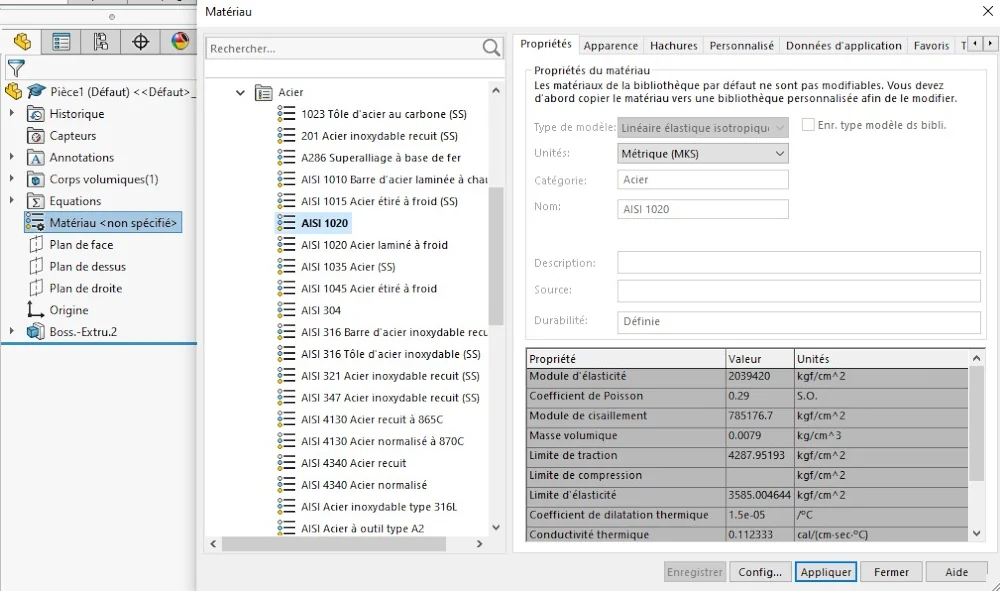 Matériau
Pièce1 (Défaut) <<Défaut>_
Historique
Capteurs
Annotations
Corps volumiques(1)
Equations
Matériau <non spécifié>
Plan de face
Plan de dessus
Plan de droite
Origine
Boss.-Extru.2
Rechercher...
Acier
1023 Tôle d'acier au carbone (SS)
201 Acier inoxydable recuit (SS)
A286 Superalliage à base de fer
AISI 1010 Barre d'acier laminée à chau
AISI 1015 Acier étiré à froid (SS)
AISI 1020
AISI 1020 Acier laminé à froid
AISI 1035 Acier (SS)
AISI 1045 Acier étiré à froid
AISI 304
AISI 316 Barre d'acier inoxydable recu
AISI 316 Tôle d'acier inoxydable (SS)
AISI 321 Acier inoxydable recuit (SS)
AISI 347 Acier inoxydable recuit (SS)
AISI 4130 Acier recuit à 865C
AISI 4130 Acier normalisé à 870C
AISI 4340 Acier recuit
AISI 4340 Acier normalisé
AISI Acier inoxydable type 316L
AISI Acier à outil type A2
Propriétés Apparence Hachures Personnalisé Données d'application Favoris T
Propriétés du matériau
Les matériaux de la bibliothèque par défaut ne sont pas modifiables. Vous devez
d'abord copier le matériau vers une bibliothèque personnalisée afin de le modifier.
Type de modèle: Linéaire élastique isotropique Enr. type modèle ds bibli.
Unités: Métrique (MKS)
Catégorie: Acier
Nom: AISI 1020
Description:
Source:
Durabilité: Définie
Propriété Valeur Unités
Module d'élasticité 2039420 kgf/cm^2
Coefficient de Poisson 0.29 S.O.
Module de cisaillement 785176.7 kgf/cm^2
Masse volumique 0.0079 kg/cm^3
Limite de traction 4287.95193 kgf/cm^2
Limite de compression kgf/cm^2
Limite d'élasticité 3585.004644 kgf/cm^2
Coefficient de dilatation thermique 1.5e-05 /ºC
Conductivité thermique 0.112333 cal/(cm·sec·ºC)
Enregistrer Config... Appliquer Fermer Aide